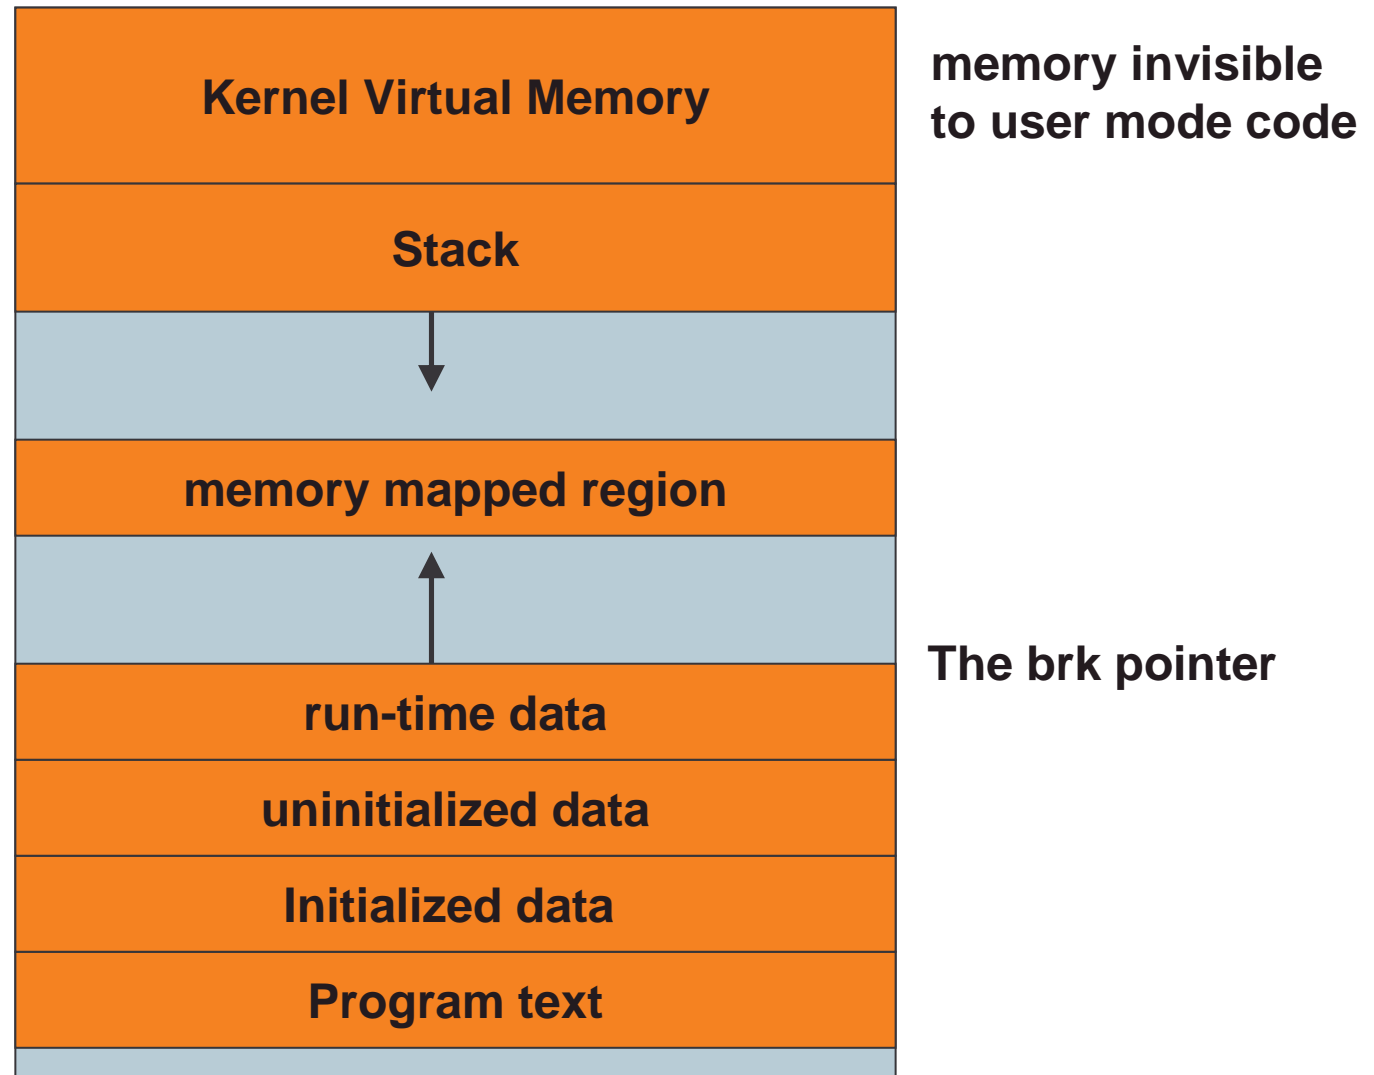 Kernel Virtual Memory
memory invisible
to user mode code
Stack
memory mapped region
The brk pointer
run-time data
uninitialized data
Initialized data
Program text